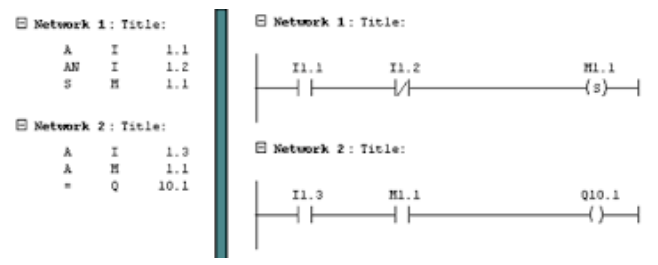 Network 1: Title:
A I 1.1
AN I 1.2
S M 1.1
Network 2: Title:
A I 1.3
A M 1.1
= Q 10.1
Network 1: Title:
I1.1 I1.2 M1.1
(S)
Network 2: Title:
I1.3 M1.1 Q10.1
( )